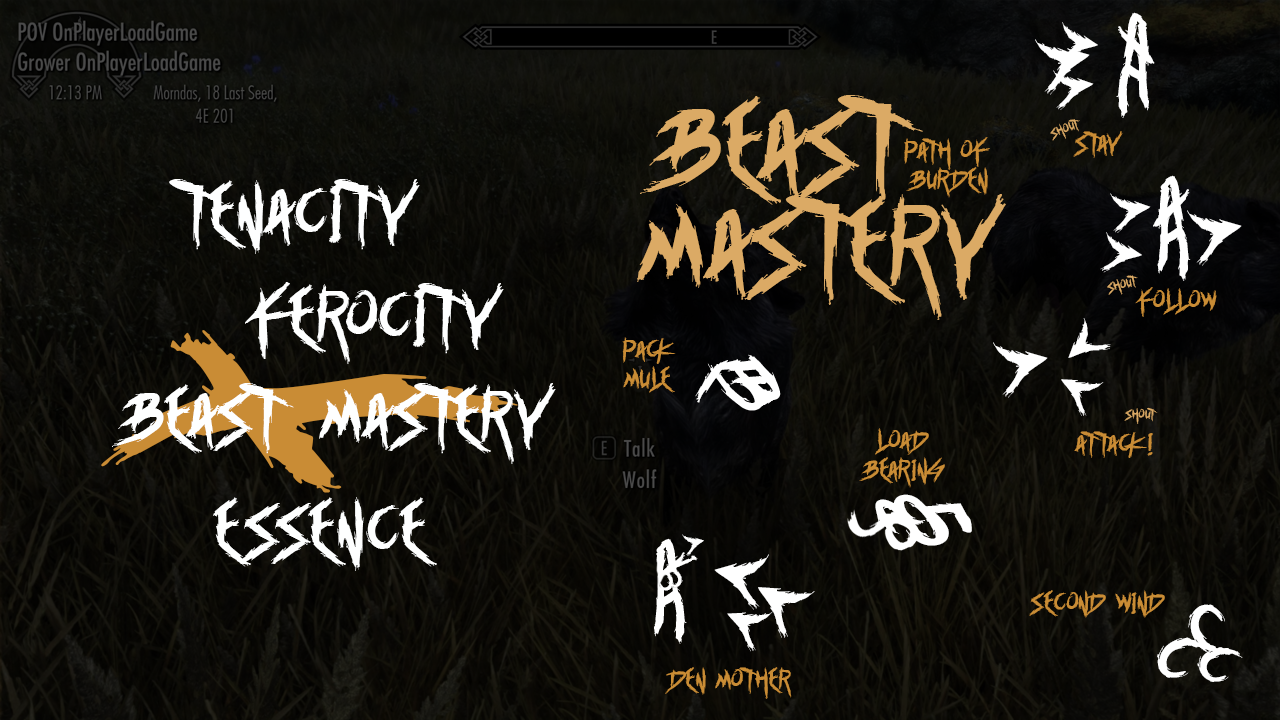 POV OnPlayerLoadGame
Grower OnPlayerLoadGame
12:13 PM
Morndas, 18 Last Seed,
4E 201
E
TENACITY
FEROCITY
BEAST MASTERY
ESSENCE
BEAST
MASTERY
PATH OF
BURDEN
SHOUT
STAY
SHOUT
FOLLOW
SHOUT
ATTACK!
PACK
MULE
E Talk
Wolf
LOAD
BEARING
DEN MOTHER
SECOND WIND